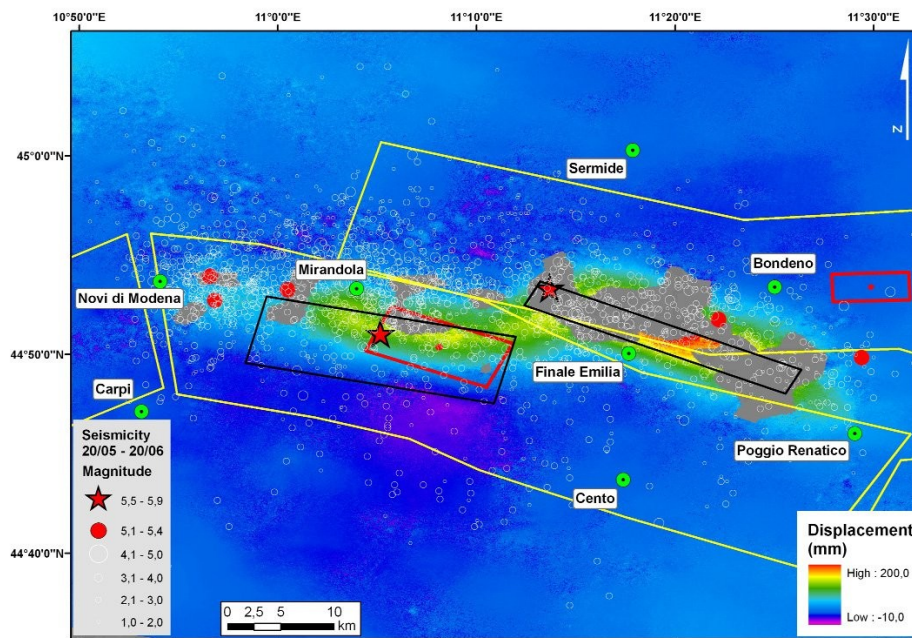 10°50'0"E 11°0'0"E 11°10'0"E 11°20'0"E 11°30'0"E
Z
45°0'0"N
Sermide
Mirandola
Bondeno
Novi di Modena
44°50'0"N
Finale Emilia
Carpi
Poggio Renatico
Cento
44°40'0"N
Seismicity
20/05 - 20/06
Magnitude
5,5 - 5,9
5,1 - 5,4
4,1 - 5,0
3,1 - 4,0
2,1 - 3,0
1,0 - 2,0
0 2,5 5 10
km
Displacement
(mm)
High : 200,0
Low : -10,0